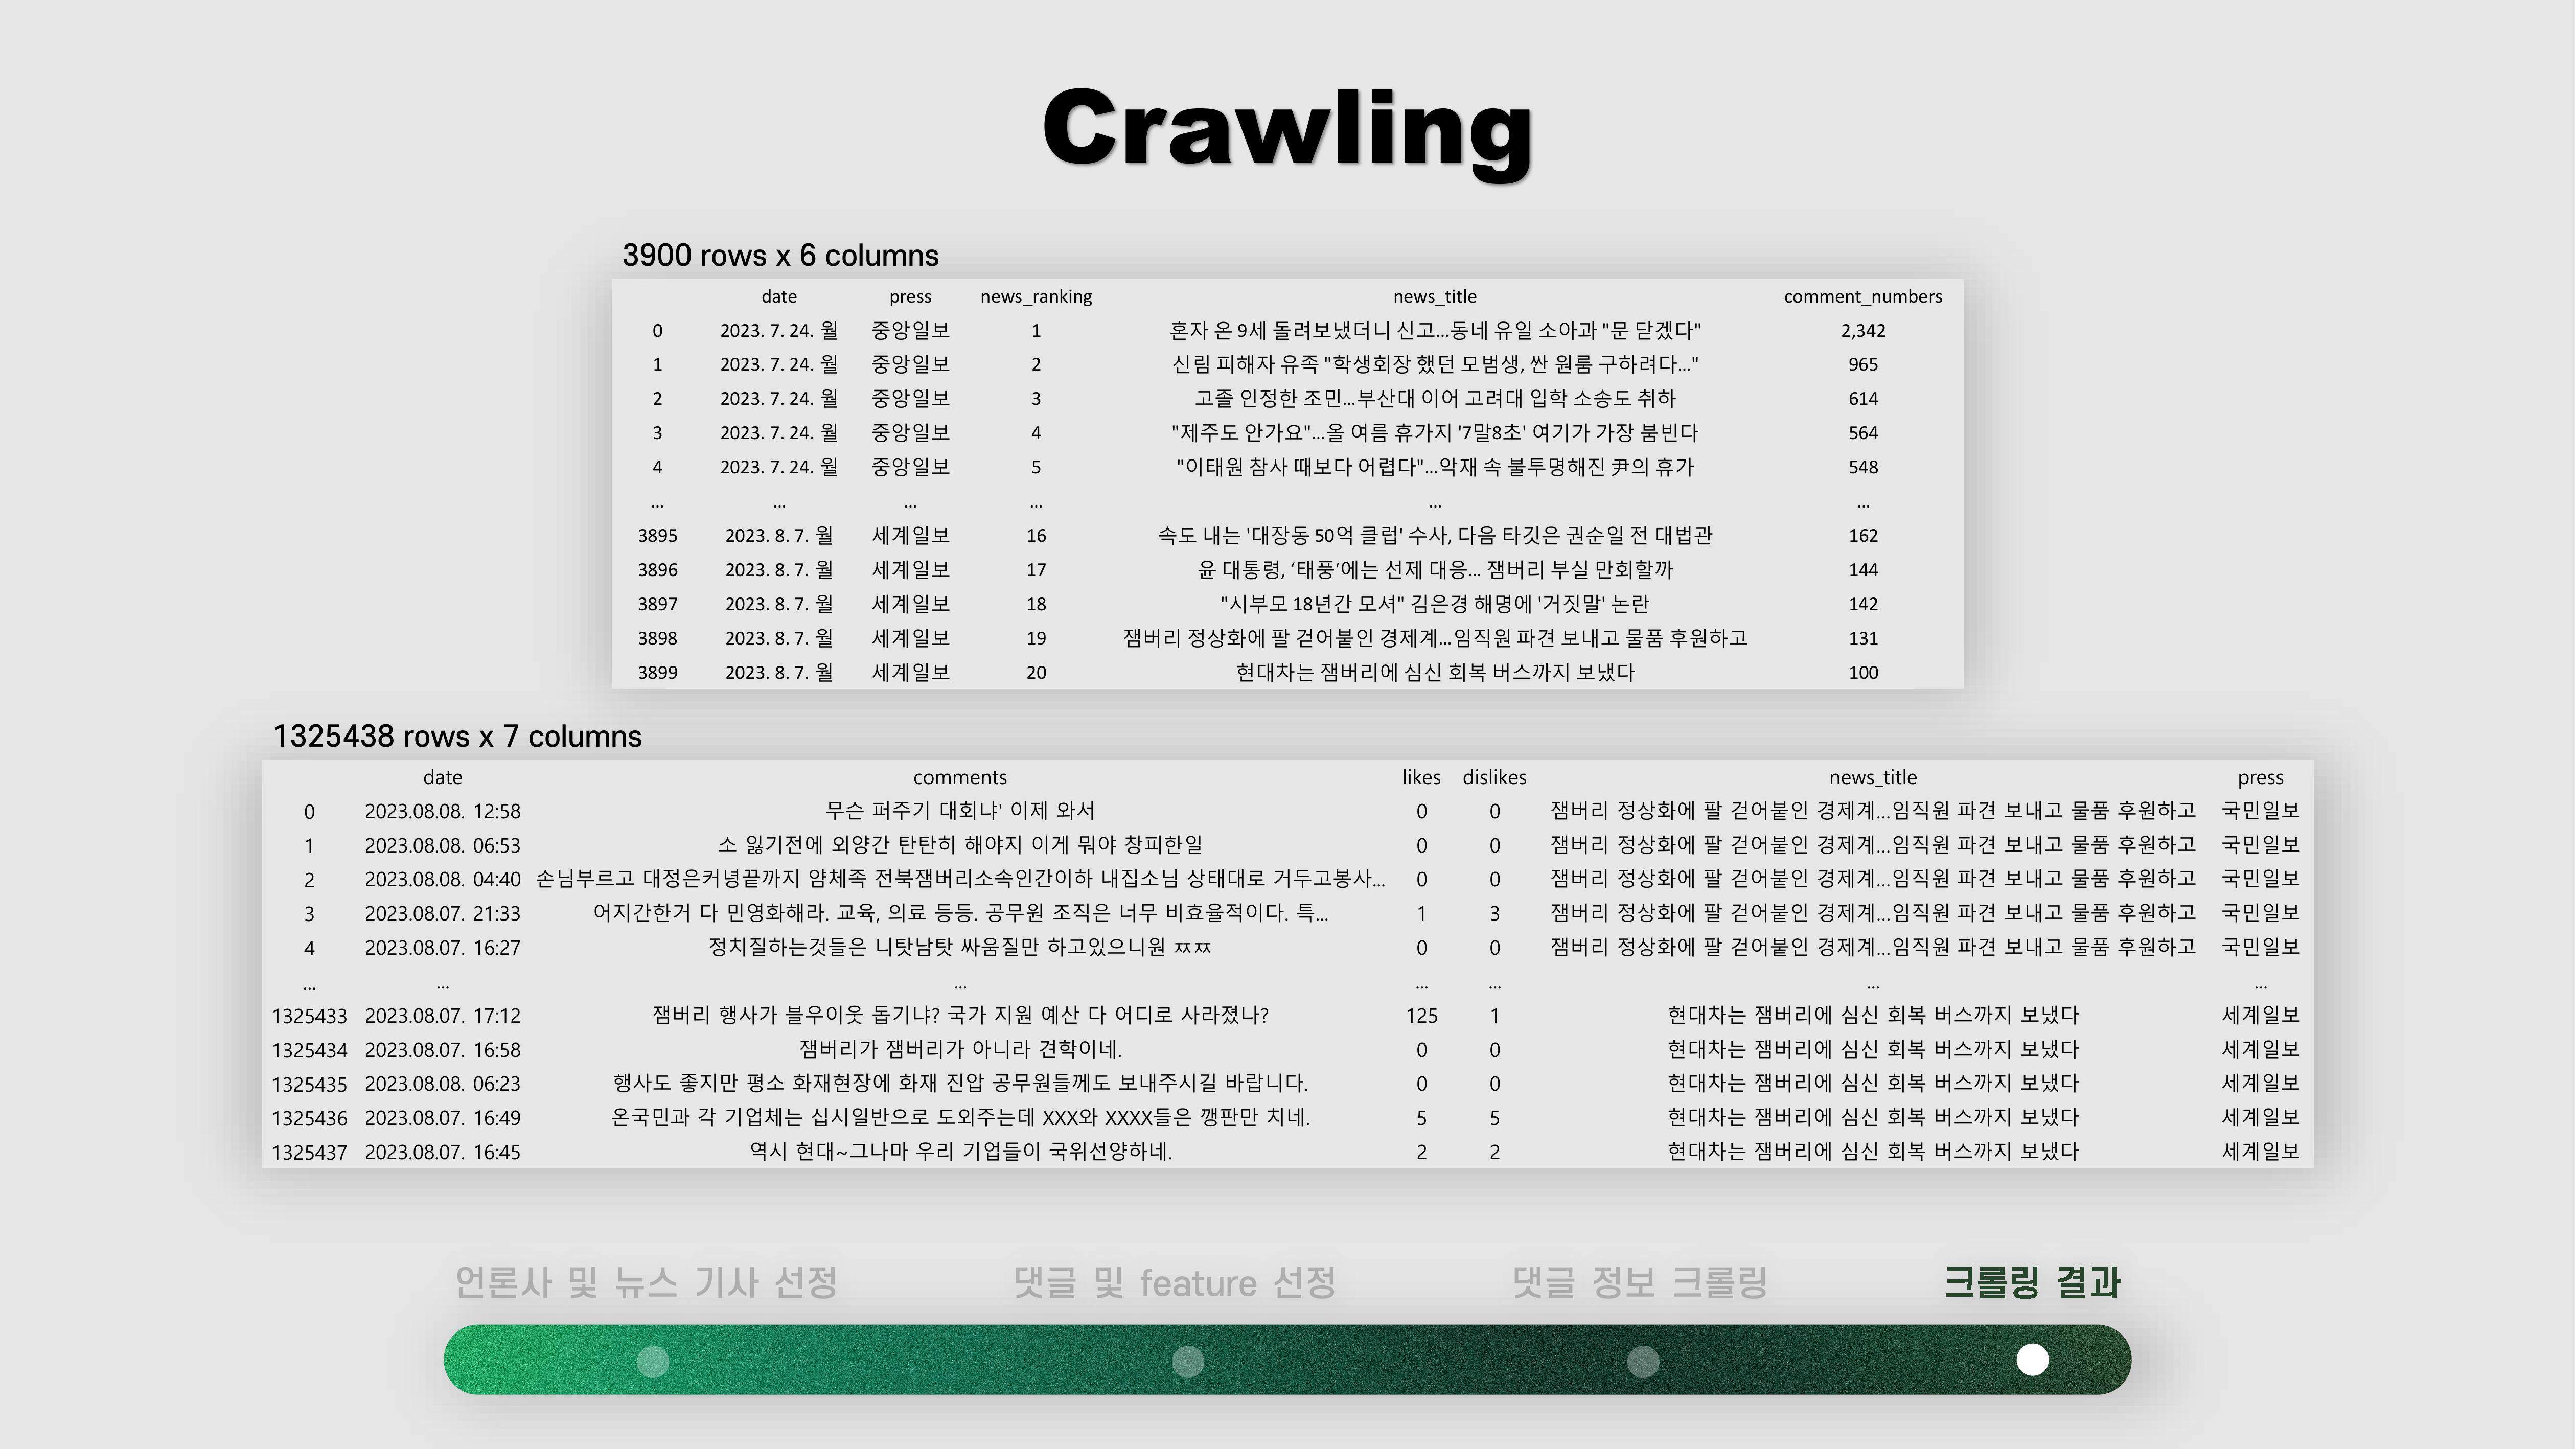 Crawling
3900 rows x 6 columns
date press news_ranking news_title comment_numbers
0 2023. 7. 24. 월 중앙일보 1 혼자 온 9세 돌려보냈더니 신고...동네 유일 소아과 "문 닫겠다" 2,342
1 2023. 7. 24. 월 중앙일보 2 신림 피해자 유족 "학생회장 했던 모범생, 싼 원룸 구하려다..." 965
2 2023. 7. 24. 월 중앙일보 3 고졸 인정한 조민...부산대 이어 고려대 입학 소송도 취하 614
3 2023. 7. 24. 월 중앙일보 4 "제주도 안가요"...올 여름 휴가지 '7말8초' 여기가 가장 붐빈다 564
4 2023. 7. 24. 월 중앙일보 5 "이태원 참사 때보다 어렵다"...악재 속 불투명해진 尹의 휴가 548
... ... ... ... ... ...
3895 2023. 8. 7. 월 세계일보 16 속도 내는 '대장동 50억 클럽' 수사, 다음 타깃은 권순일 전 대법관 162
3896 2023. 8. 7. 월 세계일보 17 윤 대통령, ‘태풍’에는 선제 대응... 잼버리 부실 만회할까 144
3897 2023. 8. 7. 월 세계일보 18 "시부모 18년간 모셔" 김은경 해명에 '거짓말' 논란 142
3898 2023. 8. 7. 월 세계일보 19 잼버리 정상화에 팔 걷어붙인 경제계...임직원 파견 보내고 물품 후원하고 131
3899 2023. 8. 7. 월 세계일보 20 현대차는 잼버리에 심신 회복 버스까지 보냈다 100
1325438 rows x 7 columns
date comments likes dislikes news_title press
0 2023.08.08. 12:58 무슨 퍼주기 대회냐' 이제 와서 0 0 잼버리 정상화에 팔 걷어붙인 경제계...임직원 파견 보내고 물품 후원하고 국민일보
1 2023.08.08. 06:53 소 잃기전에 외양간 탄탄히 해야지 이게 뭐야 창피한일 0 0 잼버리 정상화에 팔 걷어붙인 경제계...임직원 파견 보내고 물품 후원하고 국민일보
2 2023.08.08. 04:40 손님부르고 대정은커녕끝까지 얌체족 전북잼버리소속인간이하 내집소님 상태대로 거두고봉사... 0 0 잼버리 정상화에 팔 걷어붙인 경제계...임직원 파견 보내고 물품 후원하고 국민일보
3 2023.08.07. 21:33 어지간한거 다 민영화해라. 교육, 의료 등등. 공무원 조직은 너무 비효율적이다. 특... 1 3 잼버리 정상화에 팔 걷어붙인 경제계...임직원 파견 보내고 물품 후원하고 국민일보
4 2023.08.07. 16:27 정치질하는것들은 니탓남탓 싸움질만 하고있으니원 ㅉㅉ 0 0 잼버리 정상화에 팔 걷어붙인 경제계...임직원 파견 보내고 물품 후원하고 국민일보
... ... ... ... ... ... ...
1325433 2023.08.07. 17:12 잼버리 행사가 불우이웃 돕기냐? 국가 지원 예산 다 어디로 사라졌나? 125 1 현대차는 잼버리에 심신 회복 버스까지 보냈다 세계일보
1325434 2023.08.07. 16:58 잼버리가 잼버리가 아니라 견학이네. 0 0 현대차는 잼버리에 심신 회복 버스까지 보냈다 세계일보
1325435 2023.08.08. 06:23 행사도 좋지만 평소 화재현장에 화재 진압 공무원들께도 보내주시길 바랍니다. 0 0 현대차는 잼버리에 심신 회복 버스까지 보냈다 세계일보
1325436 2023.08.07. 16:49 온국민과 각 기업체는 십시일반으로 도외주는데 XXX와 XXXX들은 깽판만 치네. 5 5 현대차는 잼버리에 심신 회복 버스까지 보냈다 세계일보
1325437 2023.08.07. 16:45 역시 현대~그나마 우리 기업들이 국위선양하네. 2 2 현대차는 잼버리에 심신 회복 버스까지 보냈다 세계일보
언론사 및 뉴스 기사 선정 댓글 및 feature 선정 댓글 정보 크롤링 크롤링 결과